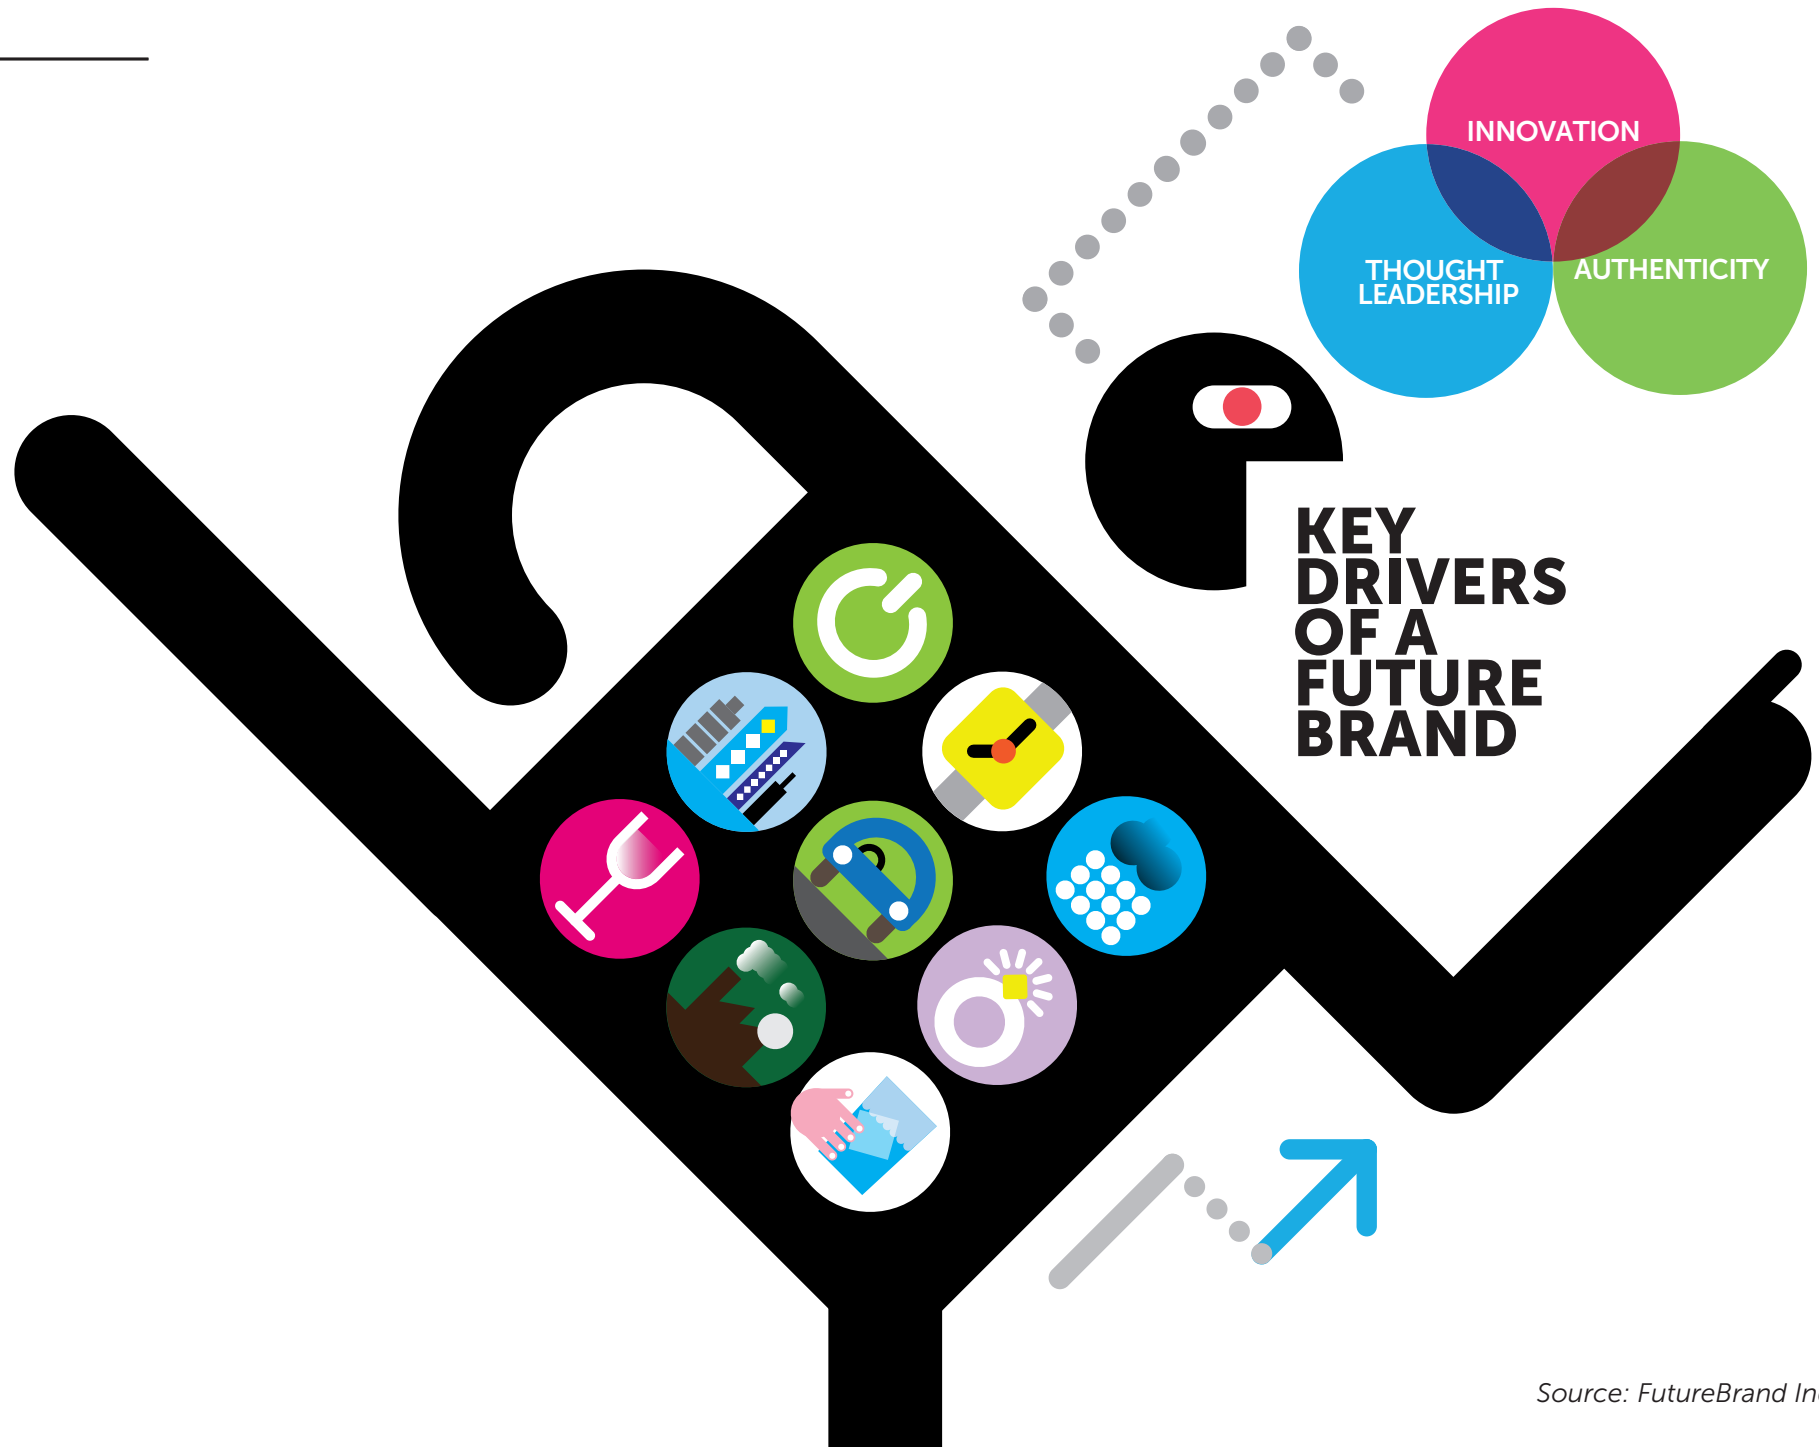 INNOVATION
THOUGHT
LEADERSHIP
AUTHENTICITY
KEY
DRIVERS
OF A
FUTURE
BRAND
Source: FutureBrand